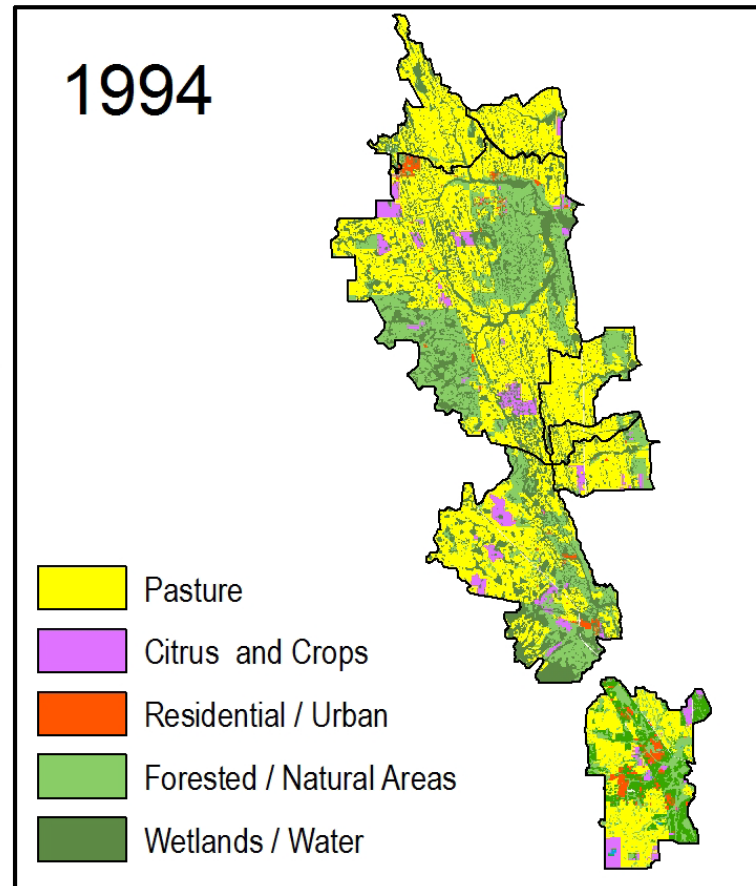 1994
Pasture
Citrus and Crops
Residential / Urban
Forested / Natural Areas
Wetlands / Water